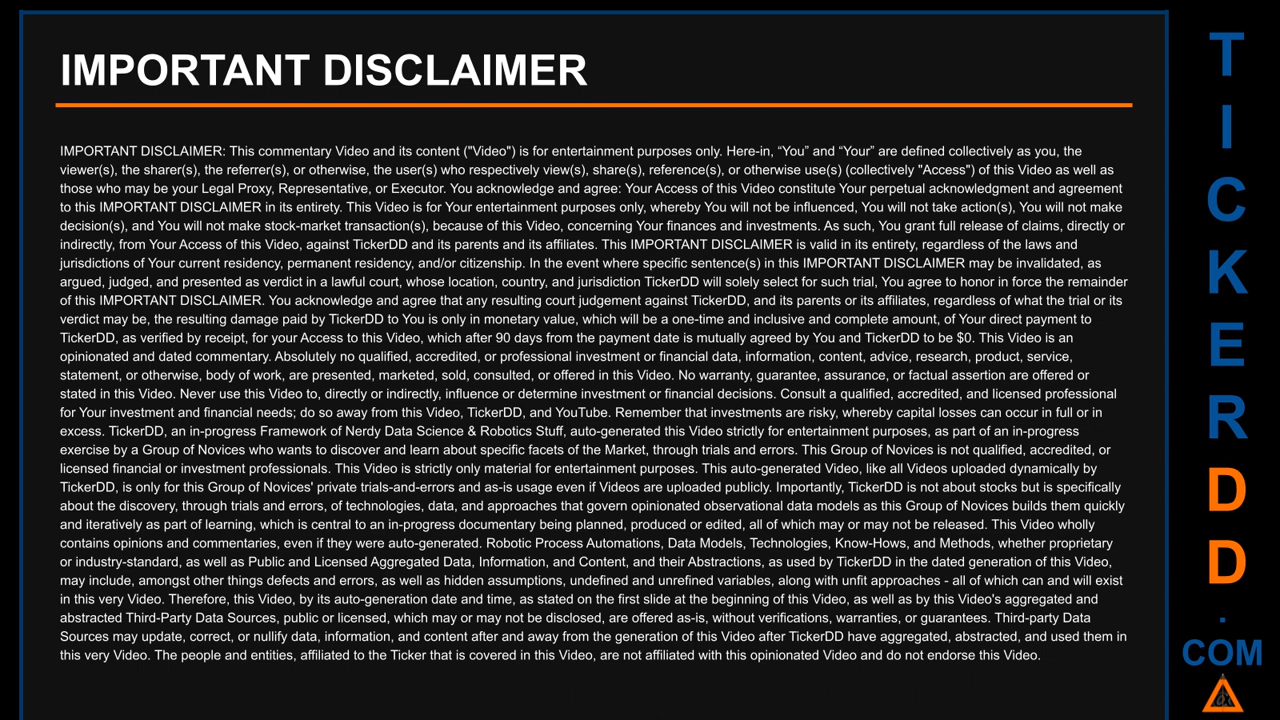 IMPORTANT DISCLAIMER
IMPORTANT DISCLAIMER: This commentary Video and its content ("Video") is for entertainment purposes only. Here-in, “You” and “Your” are defined collectively as you, the
viewer(s), the sharer(s), the referrer(s), or otherwise, the user(s) who respectively view(s), share(s), reference(s), or otherwise use(s) (collectively "Access") of this Video as well as
those who may be your Legal Proxy, Representative, or Executor. You acknowledge and agree: Your Access of this Video constitute Your perpetual acknowledgment and agreement
to this IMPORTANT DISCLAIMER in its entirety. This Video is for Your entertainment purposes only, whereby You will not be influenced, You will not take action(s), You will not make
decision(s), and You will not make stock-market transaction(s), because of this Video, concerning Your finances and investments. As such, You grant full release of claims, directly or
indirectly, from Your Access of this Video, against TickerDD and its parents and its affiliates. This IMPORTANT DISCLAIMER is valid in its entirety, regardless of the laws and
jurisdictions of Your current residency, permanent residency, and/or citizenship. In the event where specific sentence(s) in this IMPORTANT DISCLAIMER may be invalidated, as
argued, judged, and presented as verdict in a lawful court, whose location, country, and jurisdiction TickerDD will solely select for such trial, You agree to honor in force the remainder
of this IMPORTANT DISCLAIMER. You acknowledge and agree that any resulting court judgement against TickerDD, and its parents or its affiliates, regardless of what the trial or its
verdict may be, the resulting damage paid by TickerDD to You is only in monetary value, which will be a one-time and inclusive and complete amount, of Your direct payment to
TickerDD, as verified by receipt, for your Access to this Video, which after 90 days from the payment date is mutually agreed by You and TickerDD to be $0. This Video is an
opinionated and dated commentary. Absolutely no qualified, accredited, or professional investment or financial data, information, content, advice, research, product, service,
statement, or otherwise, body of work, are presented, marketed, sold, consulted, or offered in this Video. No warranty, guarantee, assurance, or factual assertion are offered or
stated in this Video. Never use this Video to, directly or indirectly, influence or determine investment or financial decisions. Consult a qualified, accredited, and licensed professional
for Your investment and financial needs; do so away from this Video, TickerDD, and YouTube. Remember that investments are risky, whereby capital losses can occur in full or in
excess. TickerDD, an in-progress Framework of Nerdy Data Science & Robotics Stuff, auto-generated this Video strictly for entertainment purposes, as part of an in-progress
exercise by a Group of Novices who wants to discover and learn about specific facets of the Market, through trials and errors. This Group of Novices is not qualified, accredited, or
licensed financial or investment professionals. This Video is strictly only material for entertainment purposes. This auto-generated Video, like all Videos uploaded dynamically by
TickerDD, is only for this Group of Novices' private trials-and-errors and as-is usage even if Videos are uploaded publicly. Importantly, TickerDD is not about stocks but is specifically
about the discovery, through trials and errors, of technologies, data, and approaches that govern opinionated observational data models as this Group of Novices builds them quickly
and iteratively as part of learning, which is central to an in-progress documentary being planned, produced or edited, all of which may or may not be released. This Video wholly
contains opinions and commentaries, even if they were auto-generated. Robotic Process Automations, Data Models, Technologies, Know-Hows, and Methods, whether proprietary
or industry-standard, as well as Public and Licensed Aggregated Data, Information, and Content, and their Abstractions, as used by TickerDD in the dated generation of this Video,
may include, amongst other things defects and errors, as well as hidden assumptions, undefined and unrefined variables, along with unfit approaches - all of which can and will exist
in this very Video. Therefore, this Video, by its auto-generation date and time, as stated on the first slide at the beginning of this Video, as well as by this Video's aggregated and
abstracted Third-Party Data Sources, public or licensed, which may or may not be disclosed, are offered as-is, without verifications, warranties, or guarantees. Third-party Data
Sources may update, correct, or nullify data, information, and content after and away from the generation of this Video after TickerDD have aggregated, abstracted, and used them in
this very Video. The people and entities, affiliated to the Ticker that is covered in this Video, are not affiliated with this opinionated Video and do not endorse this Video.
T
I
C
K
E
R
D
D
.
COM